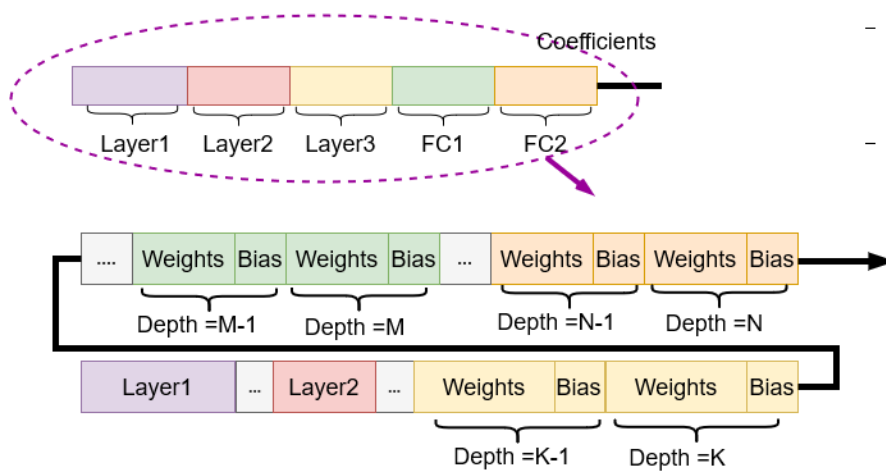 Coefficients
Layer1 Layer2 Layer3 FC1 FC2
.... Weights Bias Weights Bias ... Weights Bias Weights Bias
Depth =M-1 Depth =M Depth =N-1 Depth =N
Layer1 ... Layer2 ... Weights Bias Weights Bias
Depth =K-1 Depth =K